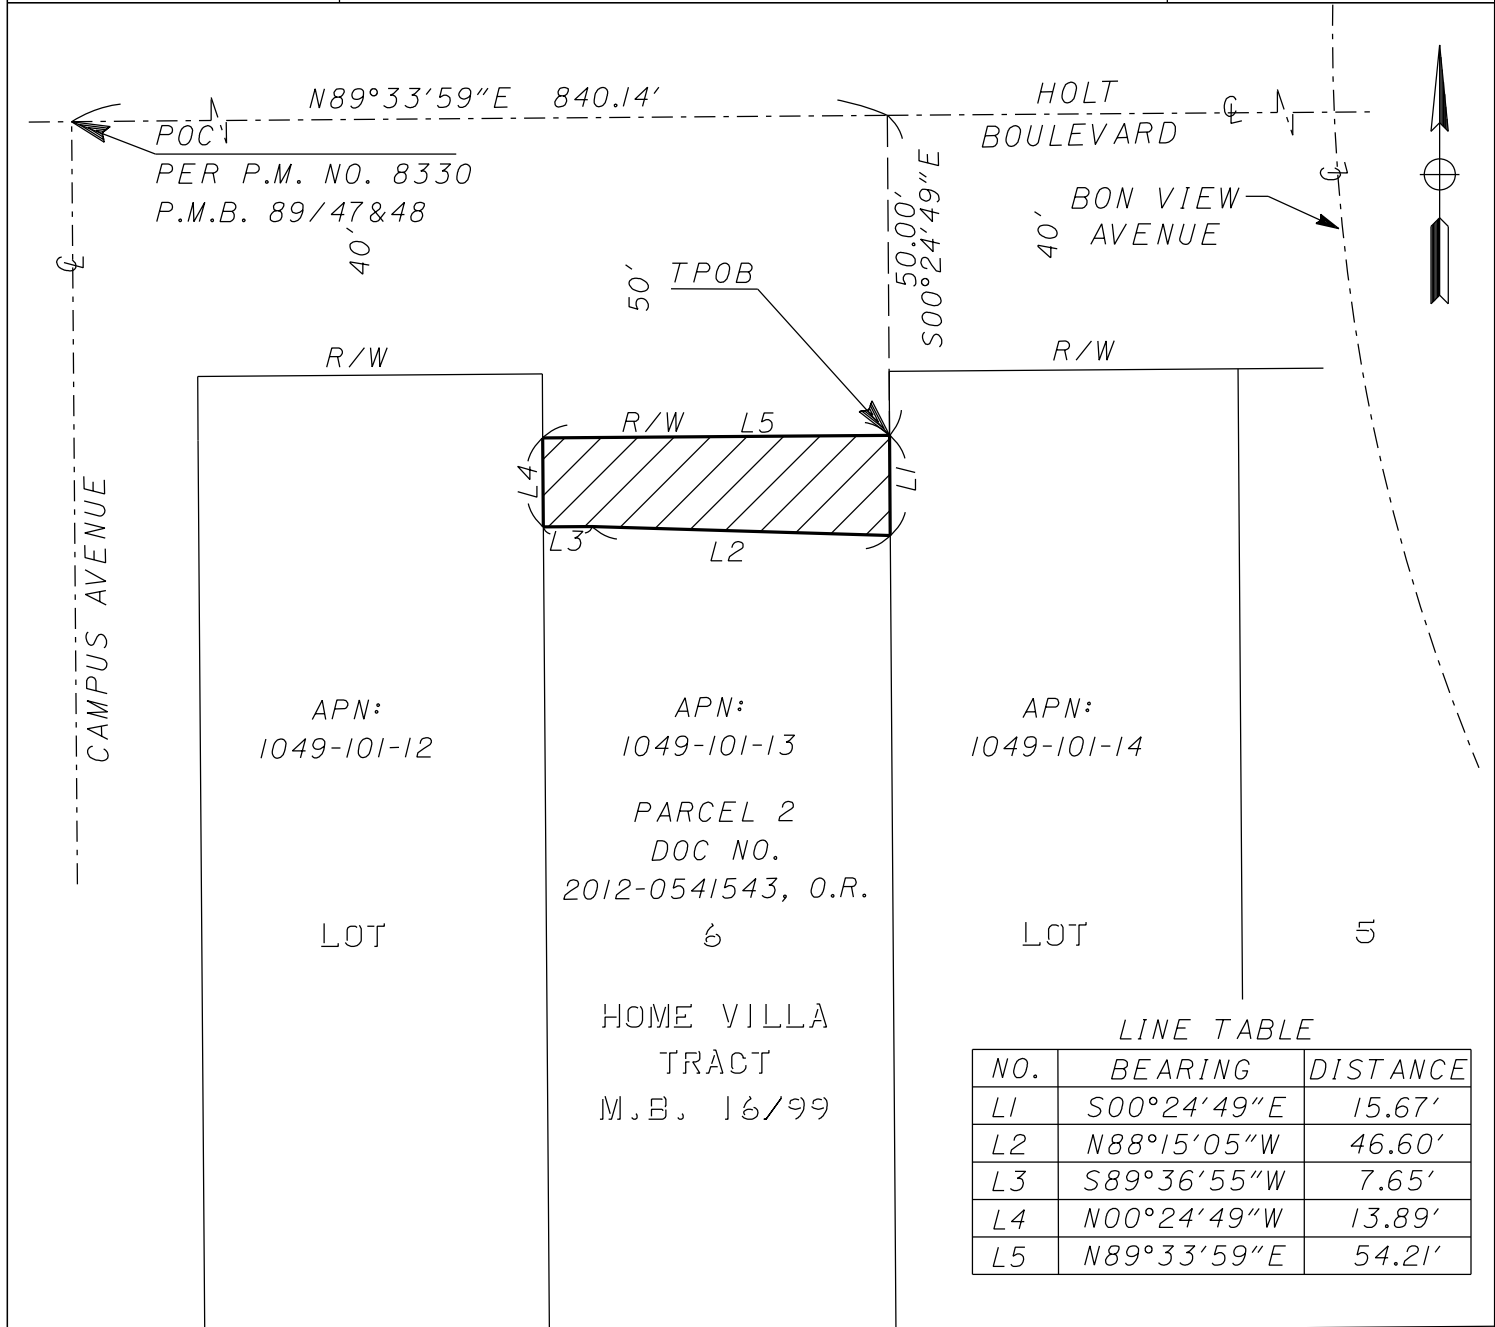 N89°33'59"E 840.14'
HOLT
BOULEVARD
POC
PER P.M. NO. 8330
P.M.B. 89/47&48
40'
50'
TPOB
50.00'
S00°24'49"E
40'
BON VIEW
AVENUE
R/W
R/W
R/W L5
L4
L1
L3
L2
CAMPUS AVENUE
APN:
1049-101-12
APN:
1049-101-13
APN:
1049-101-14
PARCEL 2
DOC NO.
2012-0541543, O.R.
LOT
6
LOT
5
HOME VILLA
TRACT
M.B. 16/99
LINE TABLE
NO. BEARING DISTANCE
L1 S00°24'49"E 15.67'
L2 N88°15'05"W 46.60'
L3 S89°36'55"W 7.65'
L4 N00°24'49"W 13.89'
L5 N89°33'59"E 54.21'